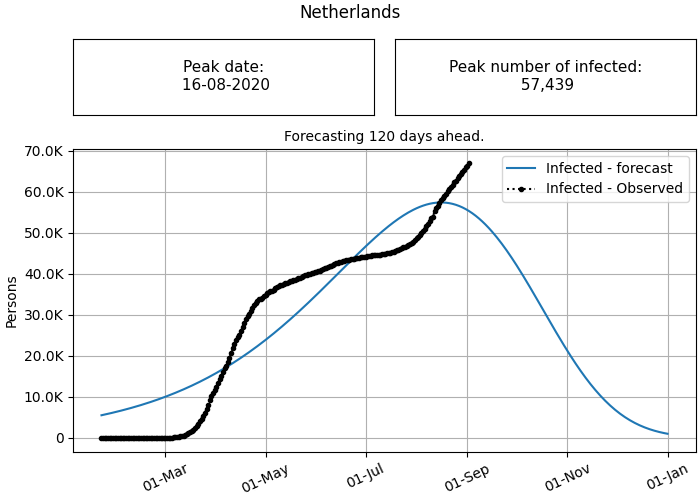 Netherlands
Peak date:
16-08-2020
Peak number of infected:
57,439
Forecasting 120 days ahead.
70.0K
60.0K
50.0K
40.0K
30.0K
20.0K
10.0K
0
Persons
Infected - forecast
Infected - Observed
01-Mar
01-May
01-Jul
01-Sep
01-Nov
01-Jan